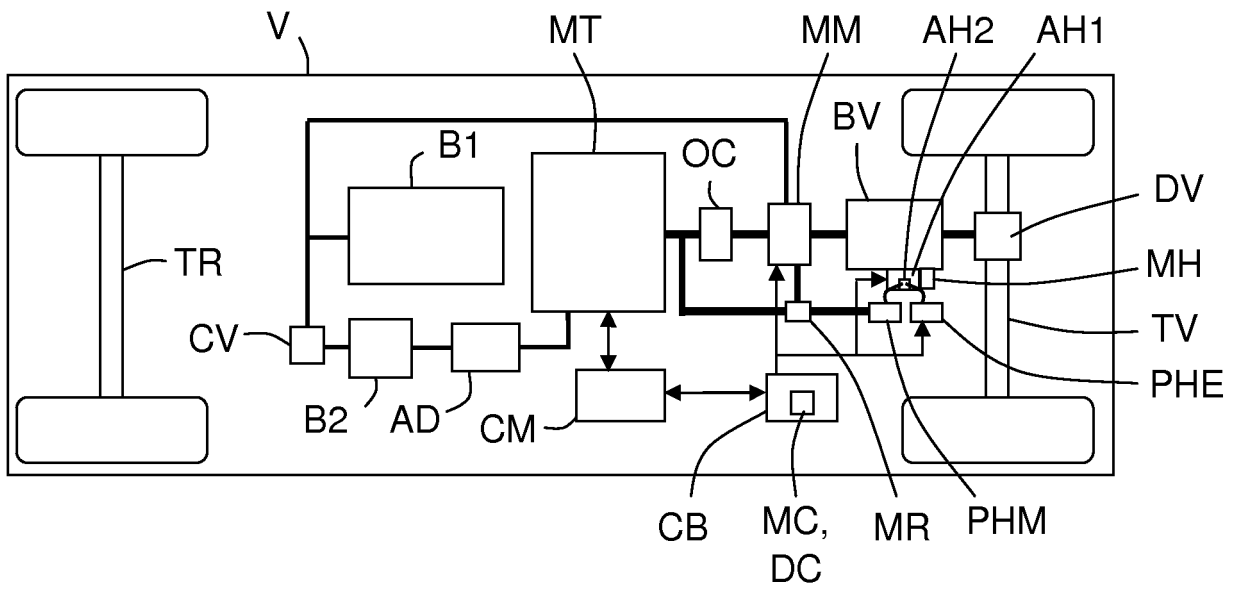 V MT MM AH2 AH1
B1 OC BV
DV
TR MH
CV TV
PHE
B2 AD CM
CB MC, MR PHM
DC